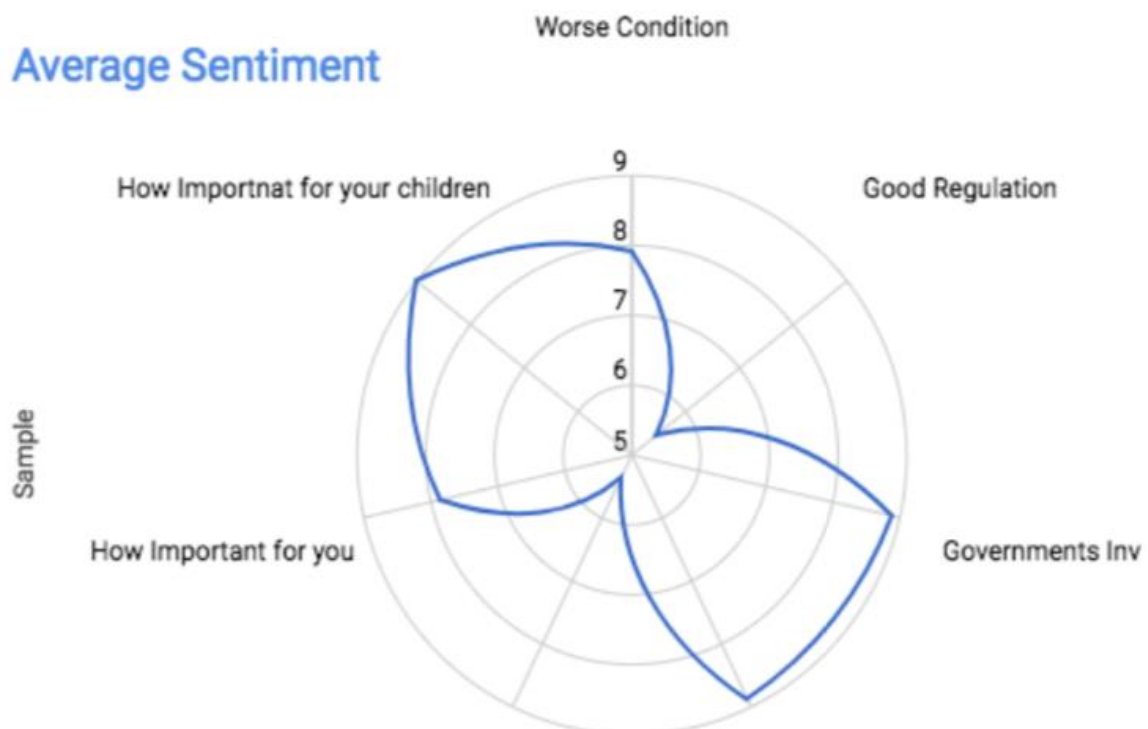 Worse Condition
Average Sentiment
How Importnat for your children
Good Regulation
9
8
7
6
5
Sample
How Important for you
Governments Inv